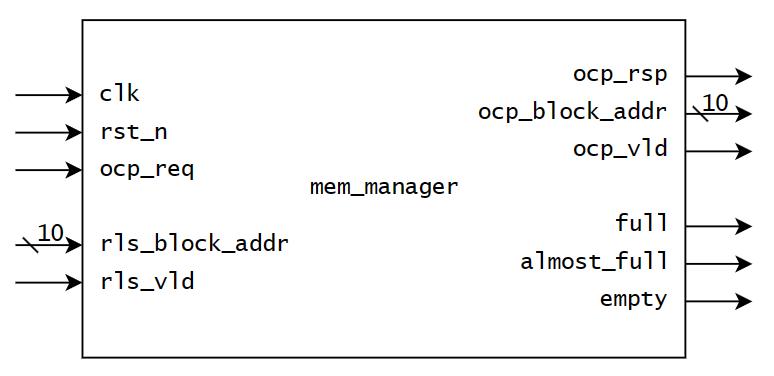 clk
rst_n
ocp_req
10
rls_block_addr
rls_vld
mem_manager
ocp_rsp
ocp_block_addr
10
ocp_vld
full
almost_full
empty